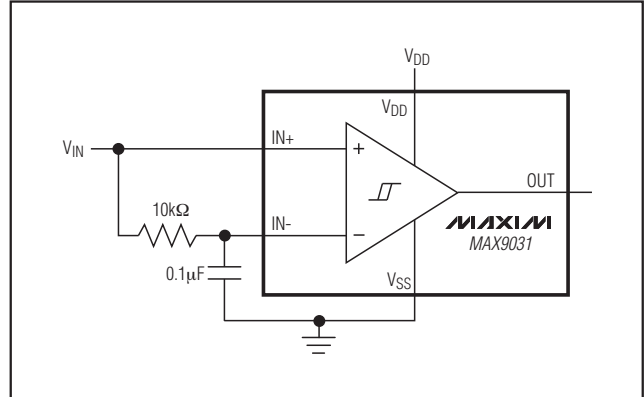 VDD
VDD
VIN
IN+
+
OUT
10kΩ
IN-
−
MAXIM
MAX9031
0.1µF
VSS